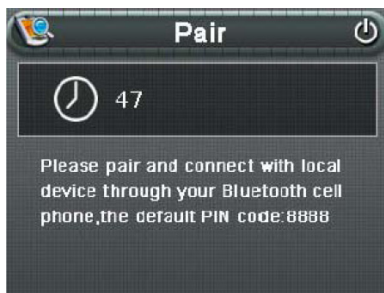 Pair
47
Please pair and connect with local
device through your Bluetooth cell
phone,the default PIN code:8888